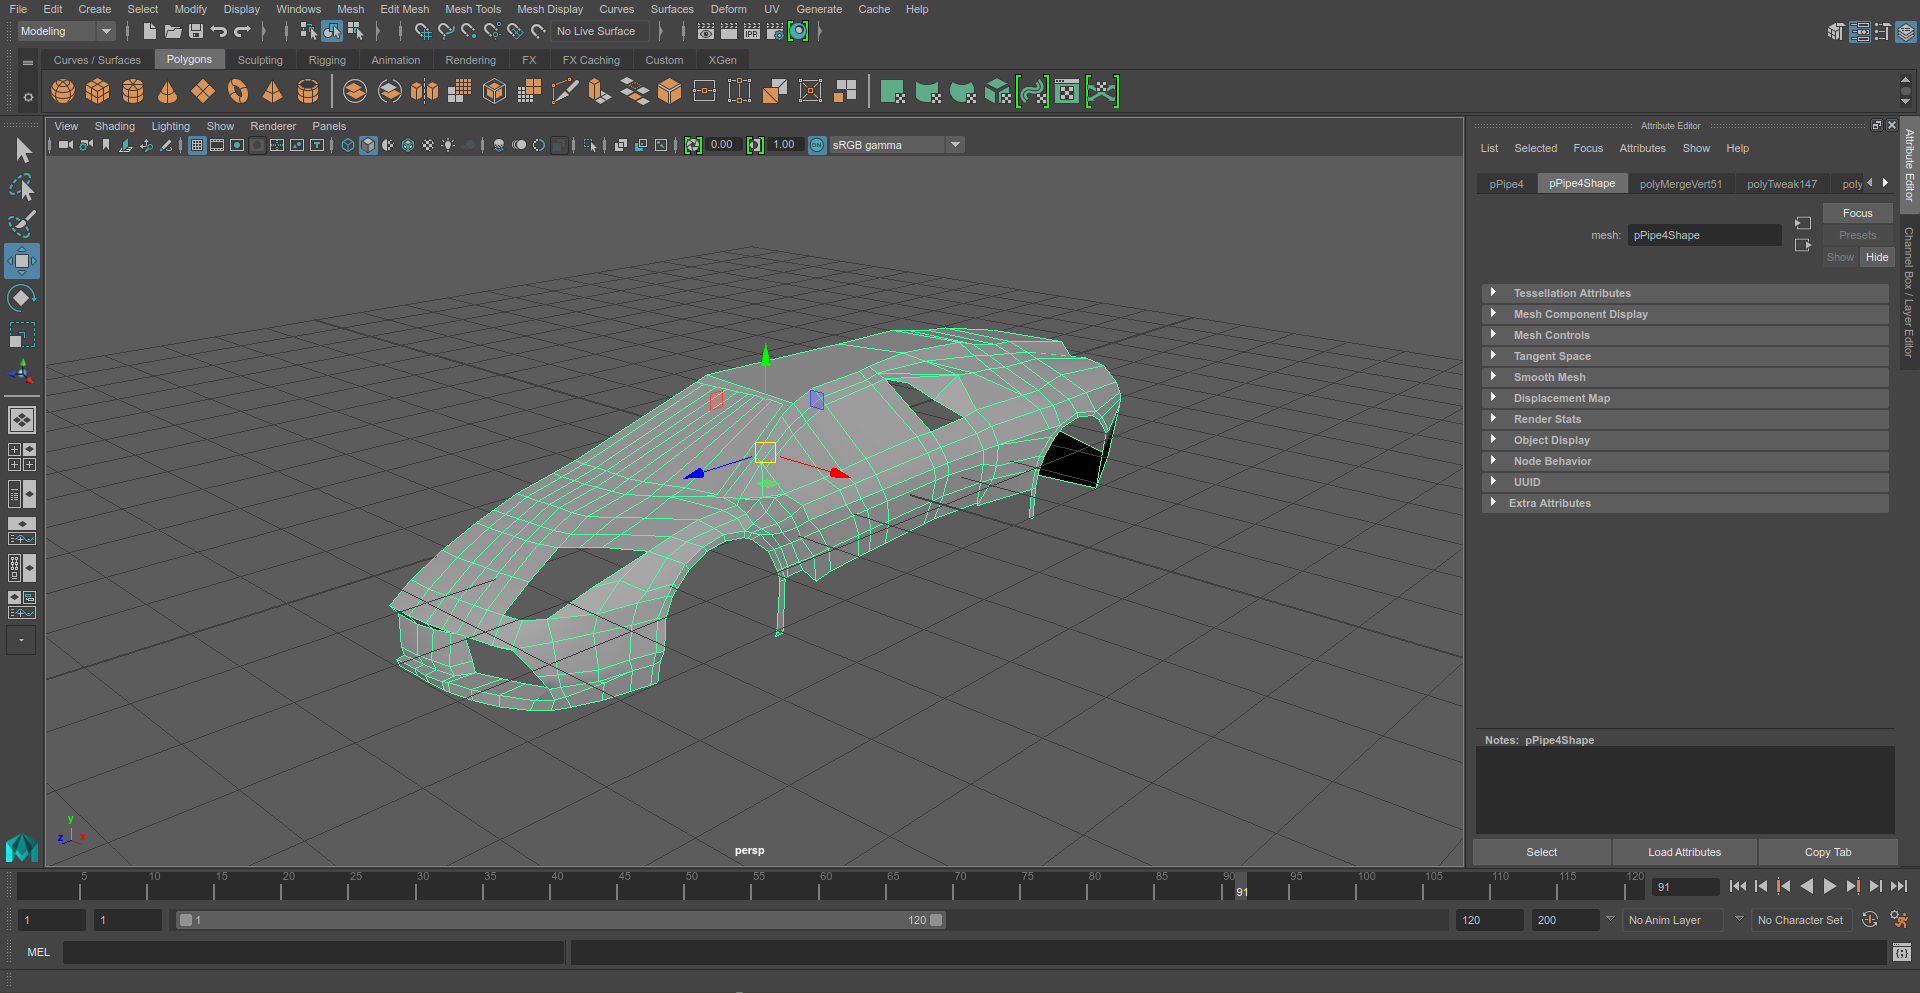 File Edit Create Select Modify Display Windows Mesh Edit Mesh Mesh Tools Mesh Display Curves Surfaces Deform UV Generate Cache Help
Modeling No Live Surface IPR
Curves / Surfaces Polygons Sculpting Rigging Animation Rendering FX FX Caching Custom XGen
View Shading Lighting Show Renderer Panels
0.00 1.00 ON sRGB gamma
Attribute Editor
List Selected Focus Attributes Show Help
pPipe4 pPipe4Shape polyMergeVert51 polyTweak147 poly
Focus
mesh: pPipe4Shape Presets
Show Hide
Tessellation Attributes
Mesh Component Display
Mesh Controls
Tangent Space
Smooth Mesh
Displacement Map
Render Stats
Object Display
Node Behavior
UUID
Extra Attributes
Notes: pPipe4Shape
Select Load Attributes Copy Tab
Attribute Editor
Channel Box / Layer Editor
y
z x
persp
5 10 15 20 25 30 35 40 45 50 55 60 65 70 75 80 85 90 95 100 105 110 115 120
91 91
1 1 1 120 120 200 No Anim Layer No Character Set
MEL